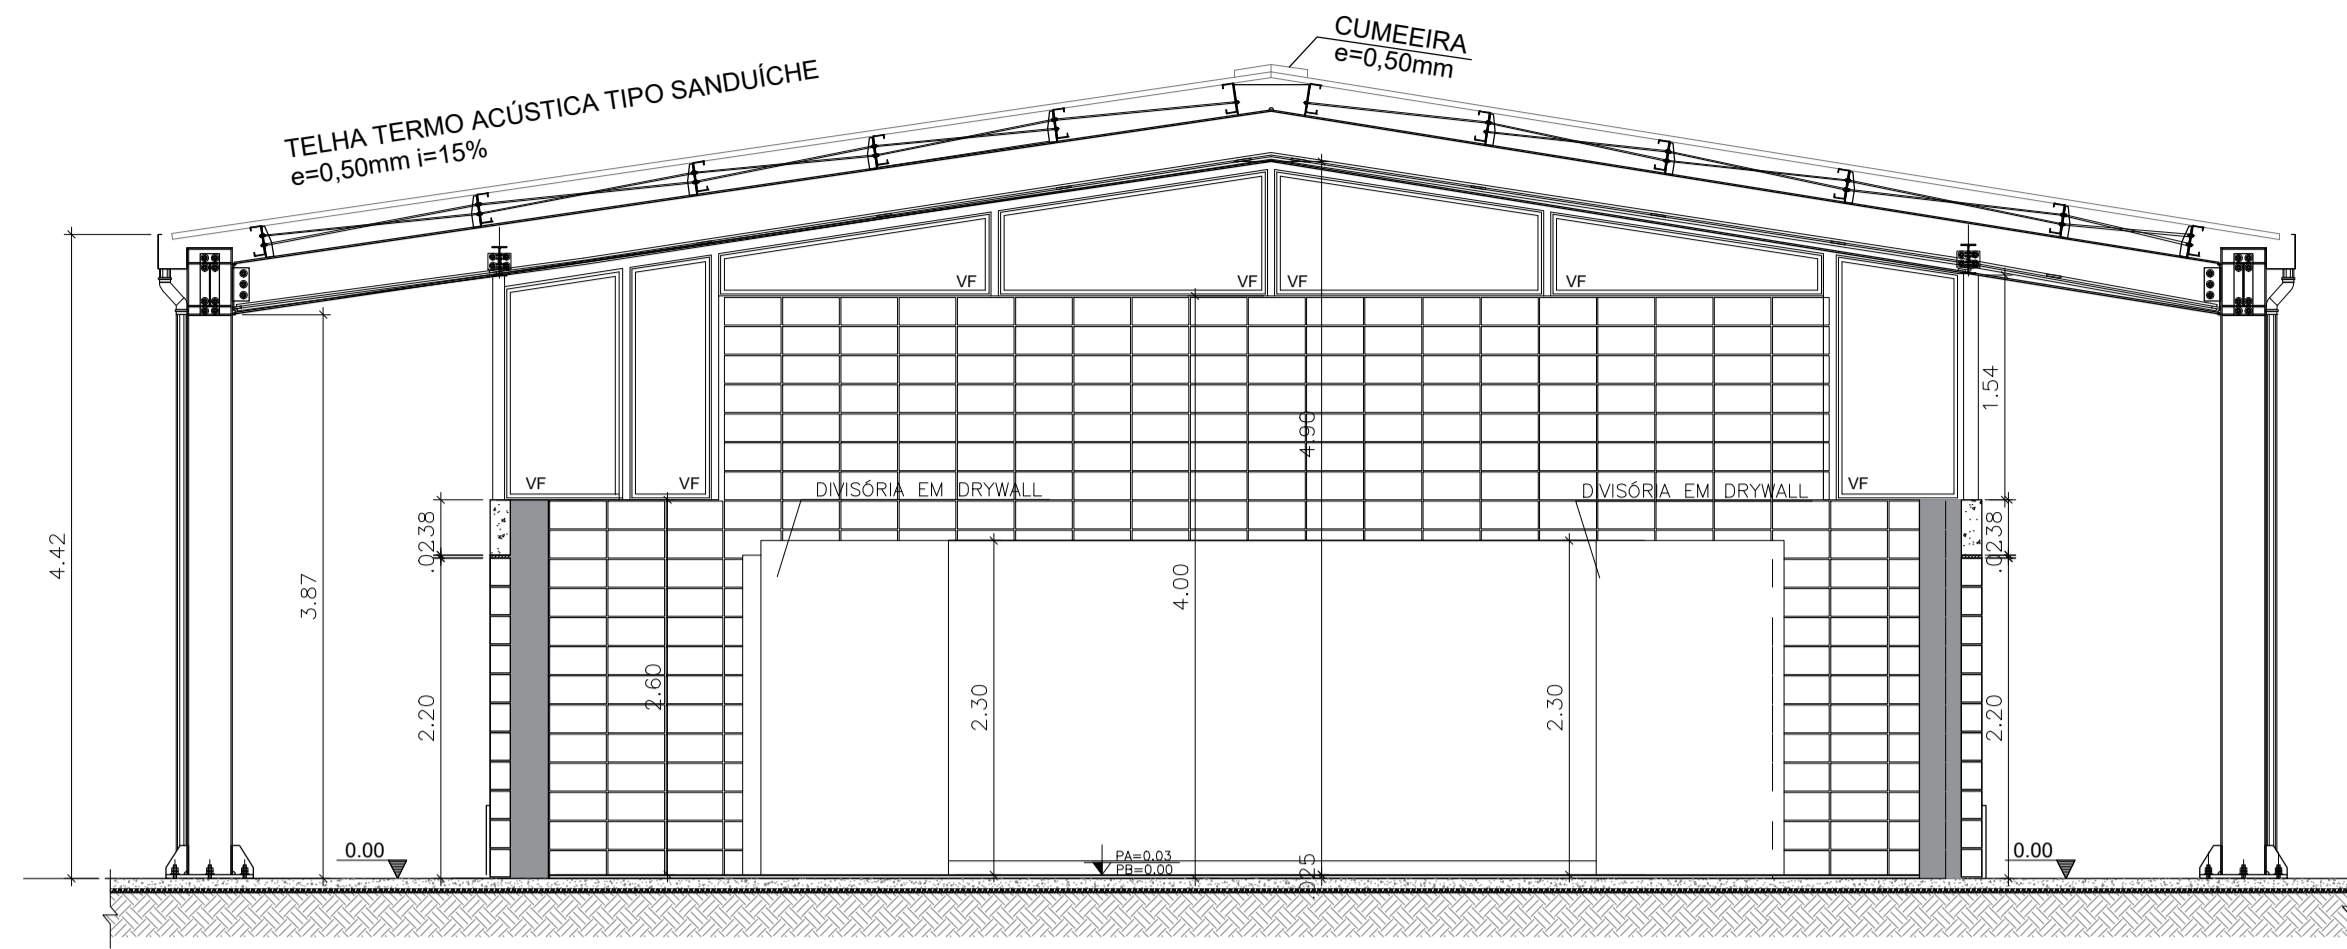 CUMEEIRA
e=0,50mm
TELHA TERMO ACÚSTICA TIPO SANDUÍCHE
e=0,50mm i=15%
VF
VF
VF
VF
VF
VF
VF
1.54
4.90
DIVISÓRIA EM DRYWALL
DIVISÓRIA EM DRYWALL
4.42
3.87
.38
.02
.38
.02
4.00
2.60
2.20
2.30
2.30
2.20
0.00
PA=0.03
PB=0.00
.025
0.00